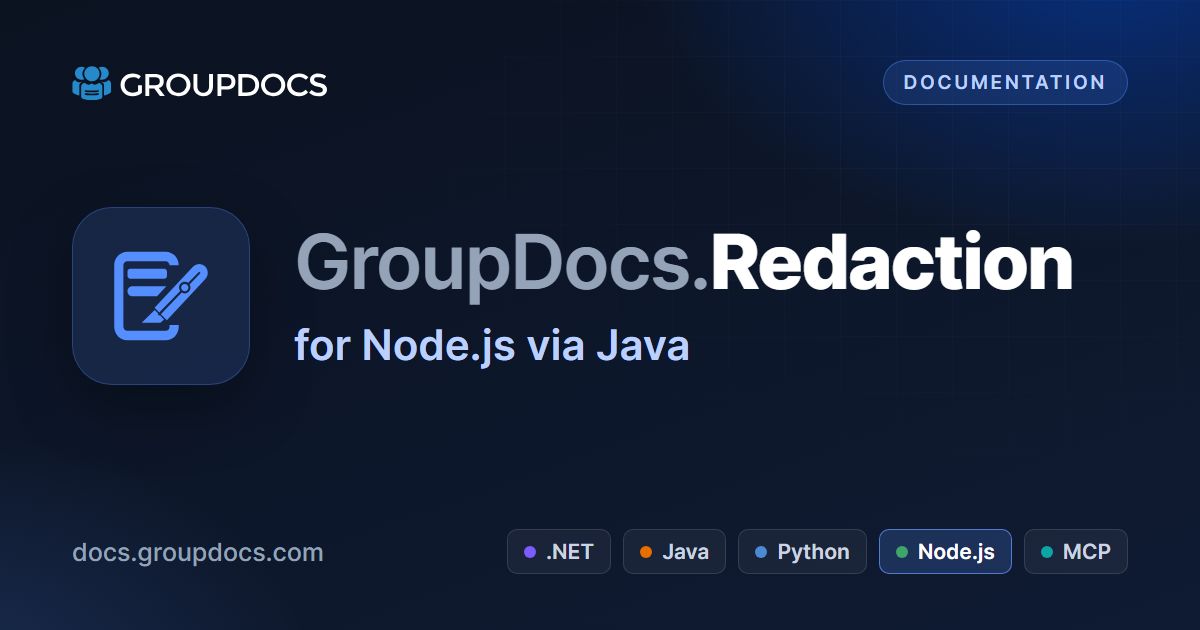 GROUPDOCS
DOCUMENTATION
GroupDocs.Redaction
for Node.js via Java
docs.groupdocs.com
.NET
Java
Python
Node.js
MCP